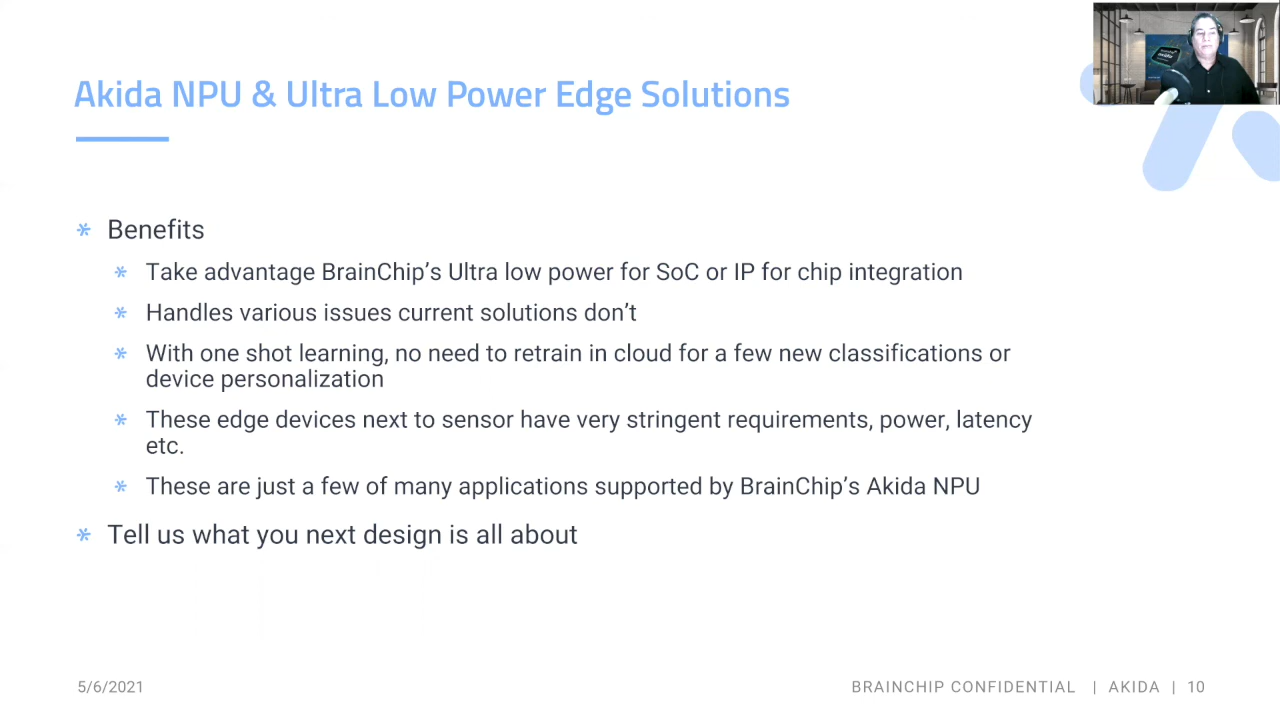 Akida NPU & Ultra Low Power Edge Solutions
Benefits
Take advantage BrainChip's Ultra low power for SoC or IP for chip integration
Handles various issues current solutions don't
With one shot learning, no need to retrain in cloud for a few new classifications or
device personalization
These edge devices next to sensor have very stringent requirements, power, latency
etc.
These are just a few of many applications supported by BrainChip's Akida NPU
Tell us what you next design is all about
5/6/2021
BRAINCHIP CONFIDENTIAL | AKIDA | 10